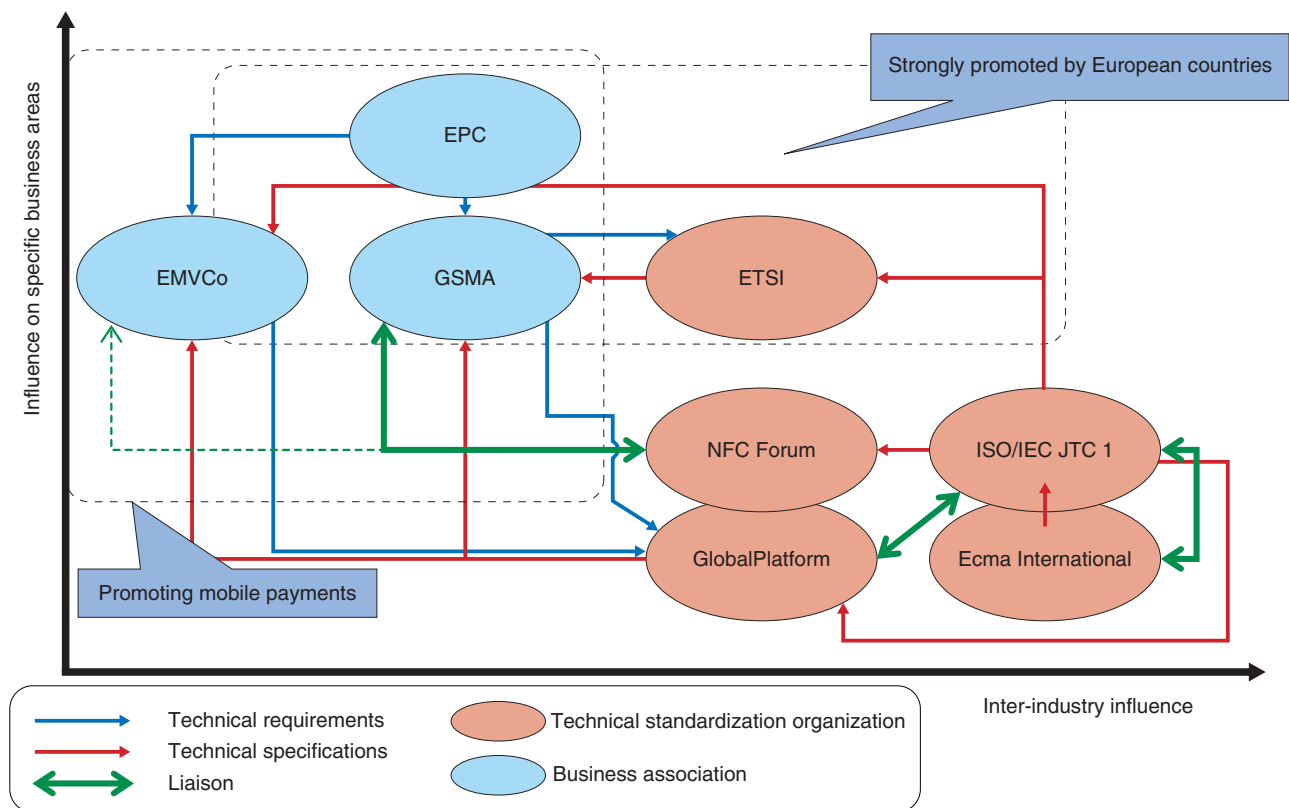 Influence on specific business areas
Strongly promoted by European countries
EPC
EMVCo
GSMA
ETSI
NFC Forum
ISO/IEC JTC 1
GlobalPlatform
Ecma International
Promoting mobile payments
Inter-industry influence
Technical requirements
Technical specifications
Liaison
Technical standardization organization
Business association